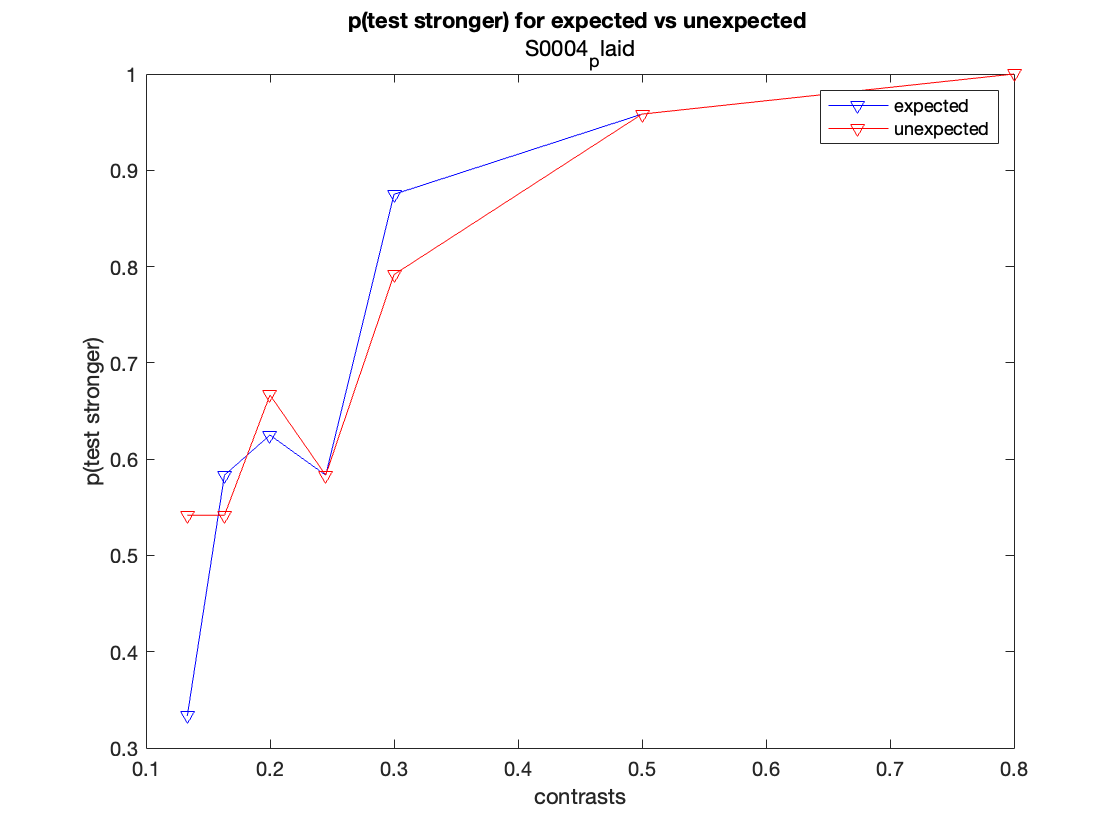 p(test stronger) for expected vs unexpected
S0004plaid
1
0.9
0.8
0.7
0.6
0.5
0.4
0.3
p(test stronger)
expected
unexpected
0.1 0.2 0.3 0.4 0.5 0.6 0.7 0.8
contrasts